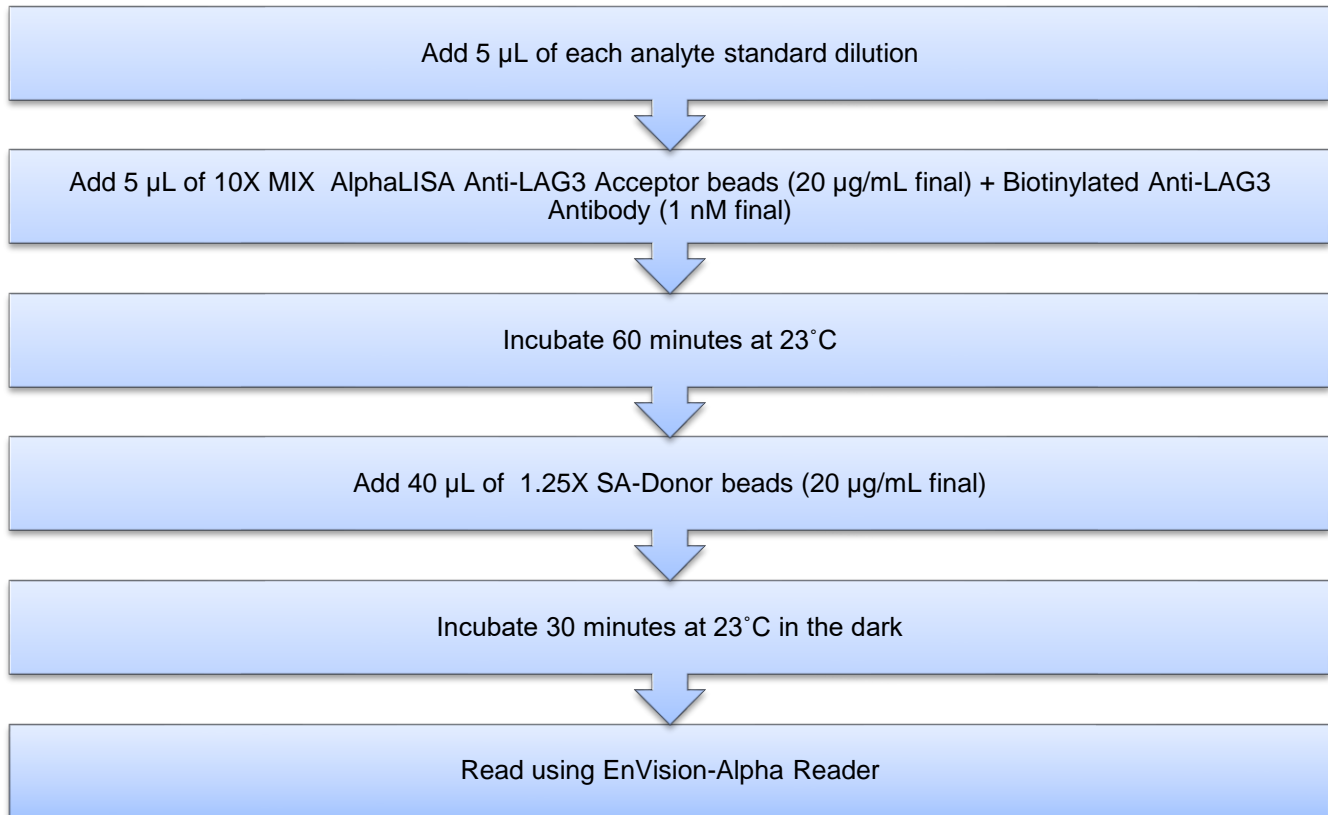 Add 5 µL of each analyte standard dilution
Add 5 µL of 10X MIX  AlphaLISA Anti-LAG3 Acceptor beads (20 µg/mL final) + Biotinylated Anti-LAG3
Antibody (1 nM final)
Incubate 60 minutes at 23˚C
Add 40 µL of  1.25X SA-Donor beads (20 µg/mL final)
Incubate 30 minutes at 23˚C in the dark
Read using EnVision-Alpha Reader